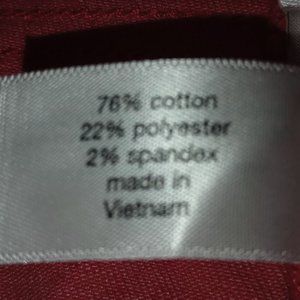 76% cotton
22% polyester
2% spandex
made in
Vietnam